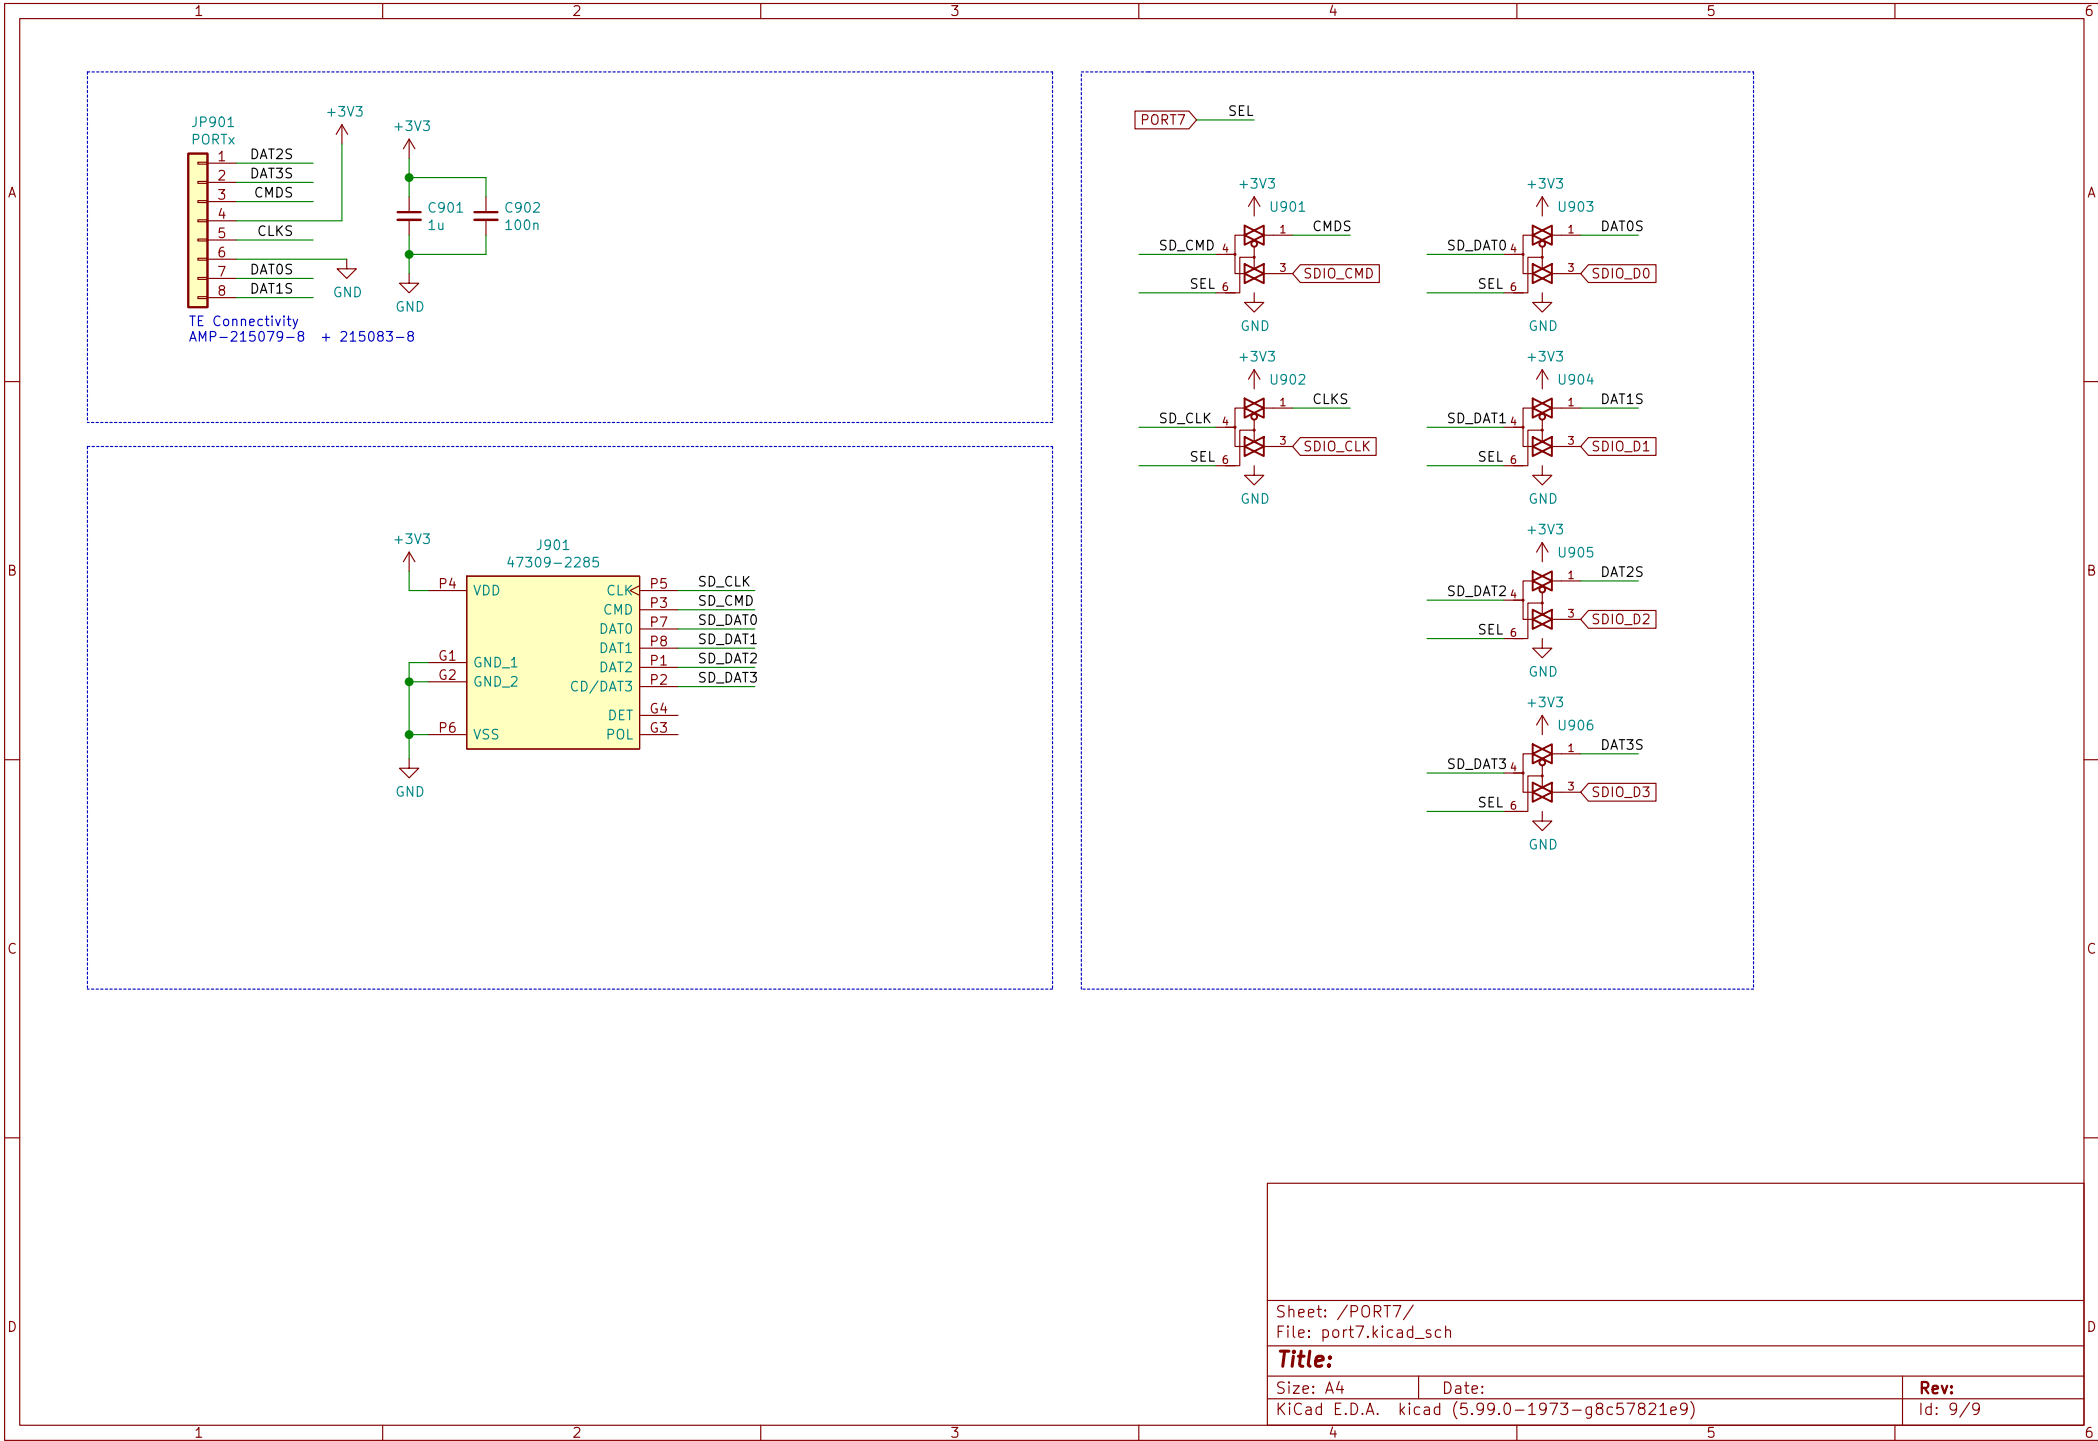 1 2 3 4 5 6
A
B
C
D
JP901
PORTx
+3V3
1 DAT2S
2 DAT3S
3 CMDS
4
5 CLKS
6
7 DAT0S
8 DAT1S
GND
TE Connectivity
AMP-215079-8 + 215083-8
+3V3
C901
1u
C902
100n
GND
+3V3
J901
47309-2285
P4 VDD
G1 GND_1
G2 GND_2
P6 VSS
GND
CLK P5 SD_CLK
CMD P3 SD_CMD
DAT0 P7 SD_DAT0
DAT1 P8 SD_DAT1
DAT2 P1 SD_DAT2
CD/DAT3 P2 SD_DAT3
DET G4
POL G3
PORT7 SEL
+3V3
U901
1 CMDS
SD_CMD 4
3 SDIO_CMD
SEL 6
GND
+3V3
U903
1 DAT0S
SD_DAT0 4
3 SDIO_D0
SEL 6
GND
+3V3
U902
1 CLKS
SD_CLK 4
3 SDIO_CLK
SEL 6
GND
+3V3
U904
1 DAT1S
SD_DAT1 4
3 SDIO_D1
SEL 6
GND
+3V3
U905
1 DAT2S
SD_DAT2 4
3 SDIO_D2
SEL 6
GND
+3V3
U906
1 DAT3S
SD_DAT3 4
3 SDIO_D3
SEL 6
GND
A
B
C
D
Sheet: /PORT7/
File: port7.kicad_sch
Title:
Size: A4 Date: Rev:
KiCad E.D.A. kicad (5.99.0-1973-g8c57821e9) Id: 9/9
1 2 3 4 5 6